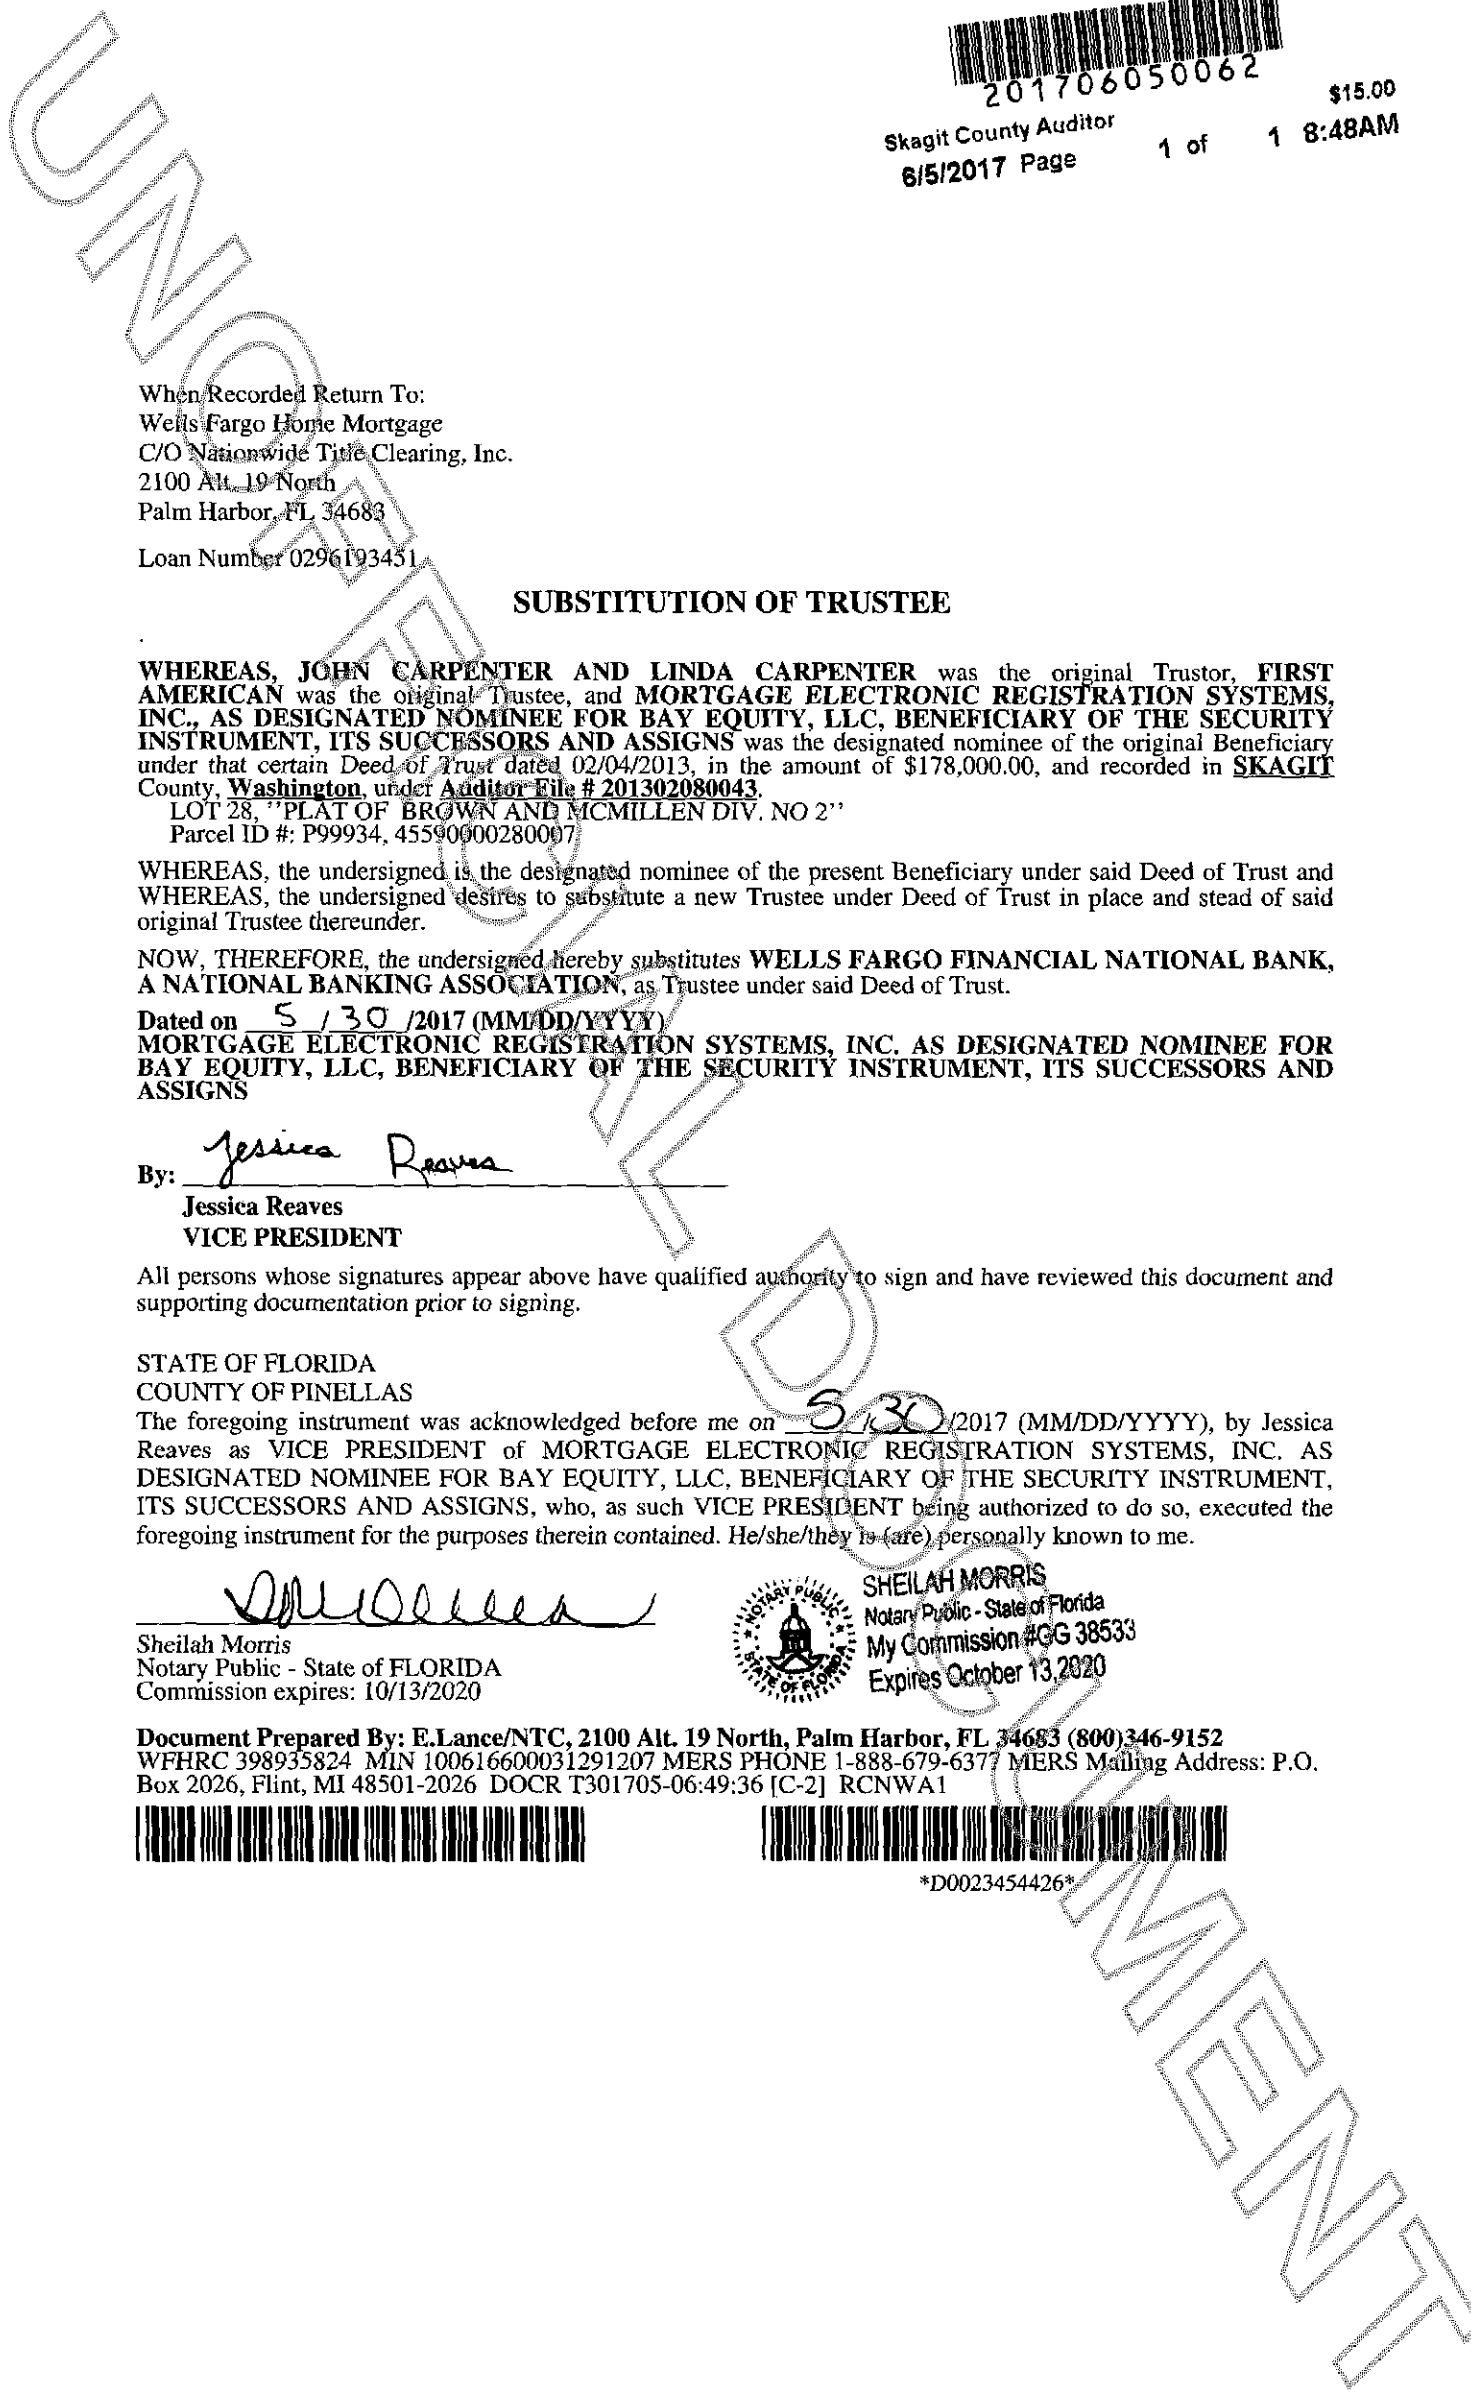 201706050062
$15.00
Skagit County Auditor
6/5/2017 Page 1 of 1 8:48AM
When Recorded Return To:
Wells Fargo Home Mortgage
C/O Nationwide Title Clearing, Inc.
2100 Alt. 19 North
Palm Harbor, FL 34683
Loan Number 0296193451
SUBSTITUTION OF TRUSTEE
.
WHEREAS, JOHN CARPENTER AND LINDA CARPENTER was the original Trustor, FIRST
AMERICAN was the original Trustee, and MORTGAGE ELECTRONIC REGISTRATION SYSTEMS,
INC., AS DESIGNATED NOMINEE FOR BAY EQUITY, LLC, BENEFICIARY OF THE SECURITY
INSTRUMENT, ITS SUCCESSORS AND ASSIGNS was the designated nominee of the original Beneficiary
under that certain Deed of Trust dated 02/04/2013, in the amount of $178,000.00, and recorded in SKAGIT
County, Washington, under Auditor File # 201302080043.
LOT 28, "PLAT OF BROWN AND MCMILLEN DIV. NO 2"
Parcel ID #: P99934, 45590000280007
WHEREAS, the undersigned is the designated nominee of the present Beneficiary under said Deed of Trust and
WHEREAS, the undersigned desires to substitute a new Trustee under Deed of Trust in place and stead of said
original Trustee thereunder.
NOW, THEREFORE, the undersigned hereby substitutes WELLS FARGO FINANCIAL NATIONAL BANK,
A NATIONAL BANKING ASSOCIATION, as Trustee under said Deed of Trust.
Dated on 5 / 30 /2017 (MM/DD/YYYY)
MORTGAGE ELECTRONIC REGISTRATION SYSTEMS, INC. AS DESIGNATED NOMINEE FOR
BAY EQUITY, LLC, BENEFICIARY OF THE SECURITY INSTRUMENT, ITS SUCCESSORS AND
ASSIGNS
By: Jessica Reaves
Jessica Reaves
VICE PRESIDENT
All persons whose signatures appear above have qualified authority to sign and have reviewed this document and
supporting documentation prior to signing.
STATE OF FLORIDA
COUNTY OF PINELLAS
The foregoing instrument was acknowledged before me on 5 / 30 /2017 (MM/DD/YYYY), by Jessica
Reaves as VICE PRESIDENT of MORTGAGE ELECTRONIC REGISTRATION SYSTEMS, INC. AS
DESIGNATED NOMINEE FOR BAY EQUITY, LLC, BENEFICIARY OF THE SECURITY INSTRUMENT,
ITS SUCCESSORS AND ASSIGNS, who, as such VICE PRESIDENT being authorized to do so, executed the
foregoing instrument for the purposes therein contained. He/she/they is (are) personally known to me.
Sheilah Morris
Notary Public - State of FLORIDA
Commission expires: 10/13/2020
NOTARY PUBLIC
STATE OF FLORIDA
SHEILAH MORRIS
Notary Public - State of Florida
My Commission #GG 38533
Expires October 13, 2020
Document Prepared By: E.Lance/NTC, 2100 Alt. 19 North, Palm Harbor, FL 34683 (800)346-9152
WFHRC 398935824 MIN 100616600031291207 MERS PHONE 1-888-679-6377 MERS Mailing Address: P.O.
Box 2026, Flint, MI 48501-2026 DOCR T301705-06:49:36 [C-2] RCNWA1
*D0023454426*
UNOFFICIAL DOCUMENT